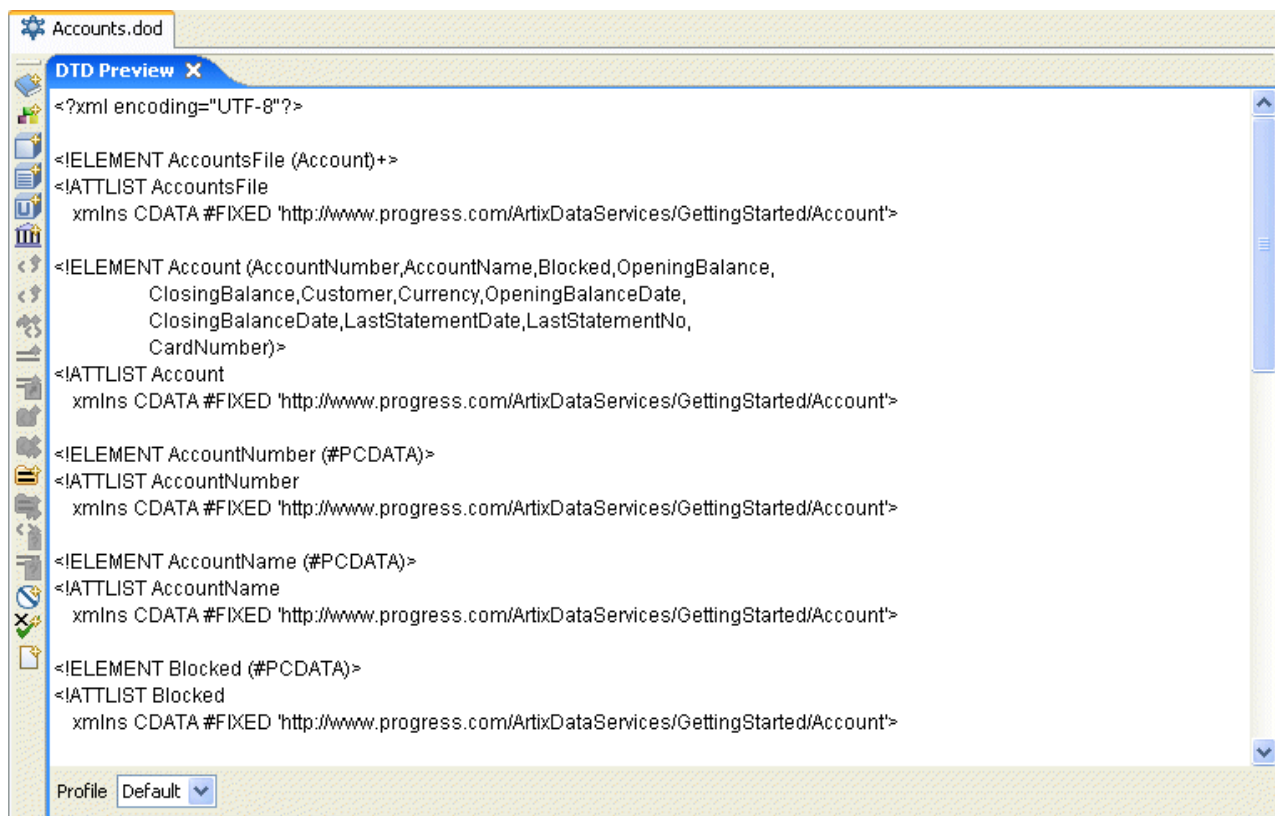 Accounts.dod
DTD Preview
<?xml encoding="UTF-8"?>
<!ELEMENT AccountsFile (Account)+>
<!ATTLIST AccountsFile
xmlns CDATA #FIXED 'http://www.progress.com/ArtixDataServices/GettingStarted/Account'>
<!ELEMENT Account (AccountNumber,AccountName,Blocked,OpeningBalance,
ClosingBalance,Customer,Currency,OpeningBalanceDate,
ClosingBalanceDate,LastStatementDate,LastStatementNo,
CardNumber)>
<!ATTLIST Account
xmlns CDATA #FIXED 'http://www.progress.com/ArtixDataServices/GettingStarted/Account'>
<!ELEMENT AccountNumber (#PCDATA)>
<!ATTLIST AccountNumber
xmlns CDATA #FIXED 'http://www.progress.com/ArtixDataServices/GettingStarted/Account'>
<!ELEMENT AccountName (#PCDATA)>
<!ATTLIST AccountName
xmlns CDATA #FIXED 'http://www.progress.com/ArtixDataServices/GettingStarted/Account'>
<!ELEMENT Blocked (#PCDATA)>
<!ATTLIST Blocked
xmlns CDATA #FIXED 'http://www.progress.com/ArtixDataServices/GettingStarted/Account'>
Profile Default